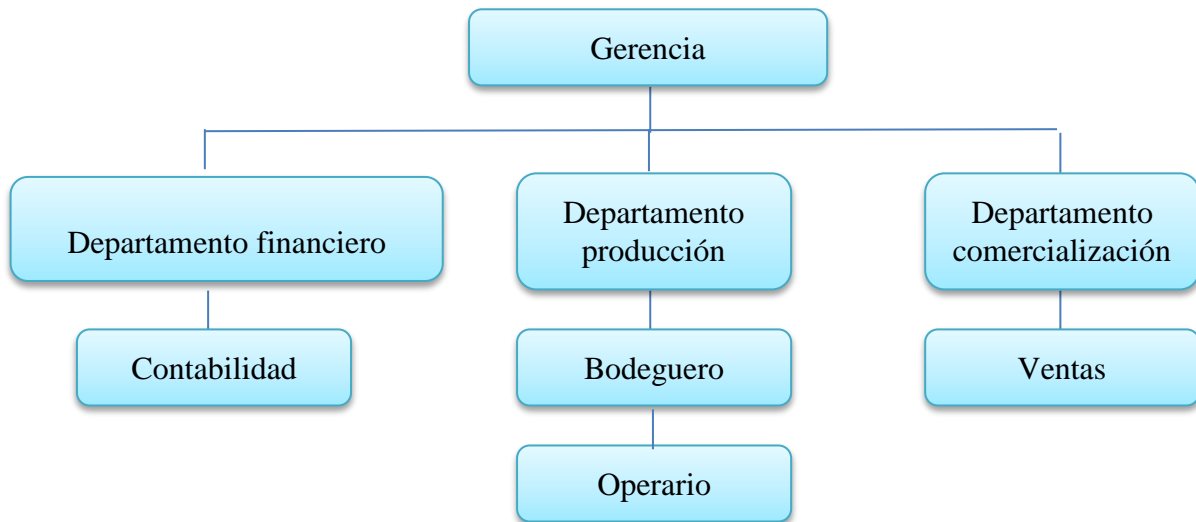 Gerencia
Departamento financiero
Departamento
producción
Departamento
comercialización
Contabilidad
Bodeguero
Ventas
Operario